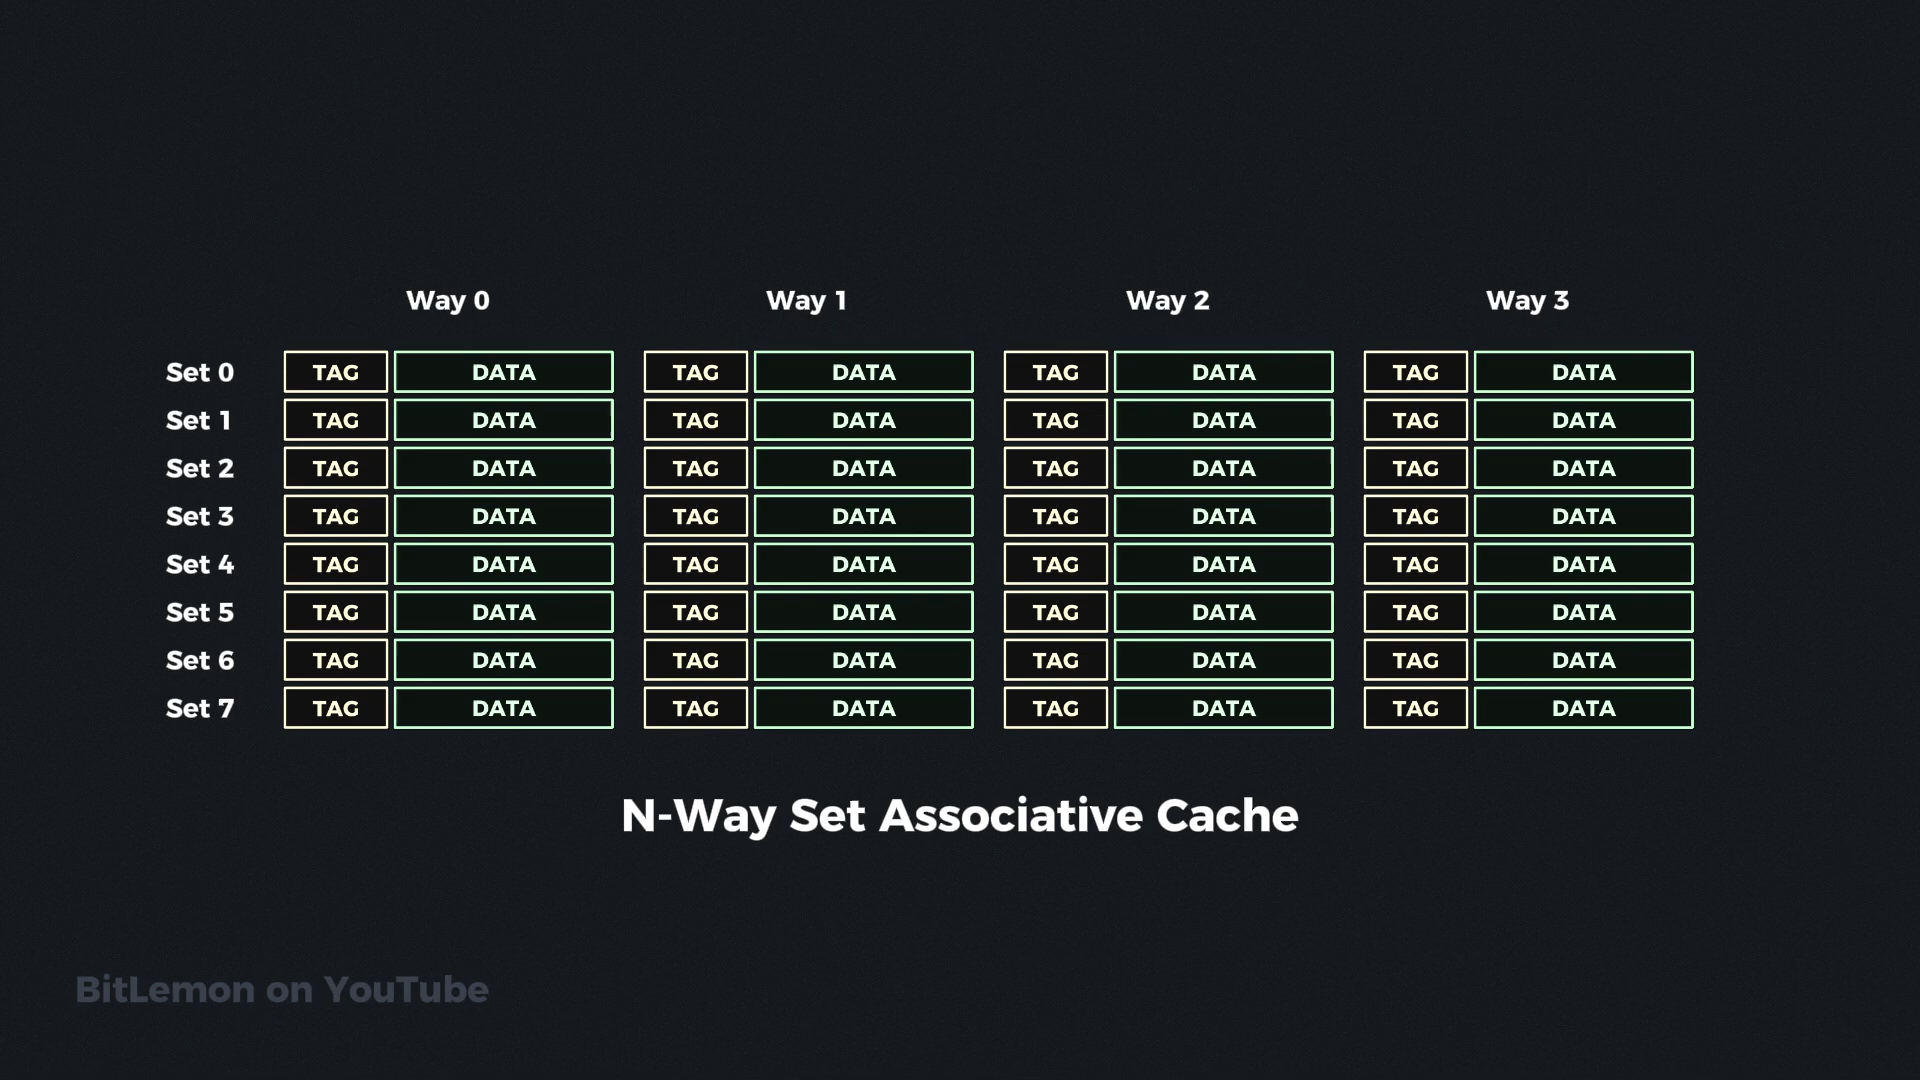 Way 0 Way 1 Way 2 Way 3
Set 0 TAG DATA TAG DATA TAG DATA TAG DATA
Set 1 TAG DATA TAG DATA TAG DATA TAG DATA
Set 2 TAG DATA TAG DATA TAG DATA TAG DATA
Set 3 TAG DATA TAG DATA TAG DATA TAG DATA
Set 4 TAG DATA TAG DATA TAG DATA TAG DATA
Set 5 TAG DATA TAG DATA TAG DATA TAG DATA
Set 6 TAG DATA TAG DATA TAG DATA TAG DATA
Set 7 TAG DATA TAG DATA TAG DATA TAG DATA
N-Way Set Associative Cache
BitLemon on YouTube